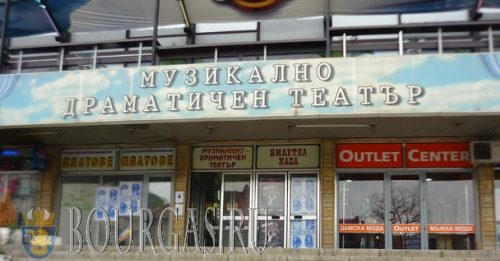 МУЗИКАЛНО
ДРАМАТИЧЕН ТЕАТЪР
ПЛАТОВЕ ПЛАТОВЕ
МУЗИКАЛНО-
ДРАМАТИЧЕН
ТЕАТЪР
БИЛЕТНА
КАСА
OUTLET CENTER
ДАМСКА МОДА OUTLET МЪЖКА МОДА
BOURGAS.RU